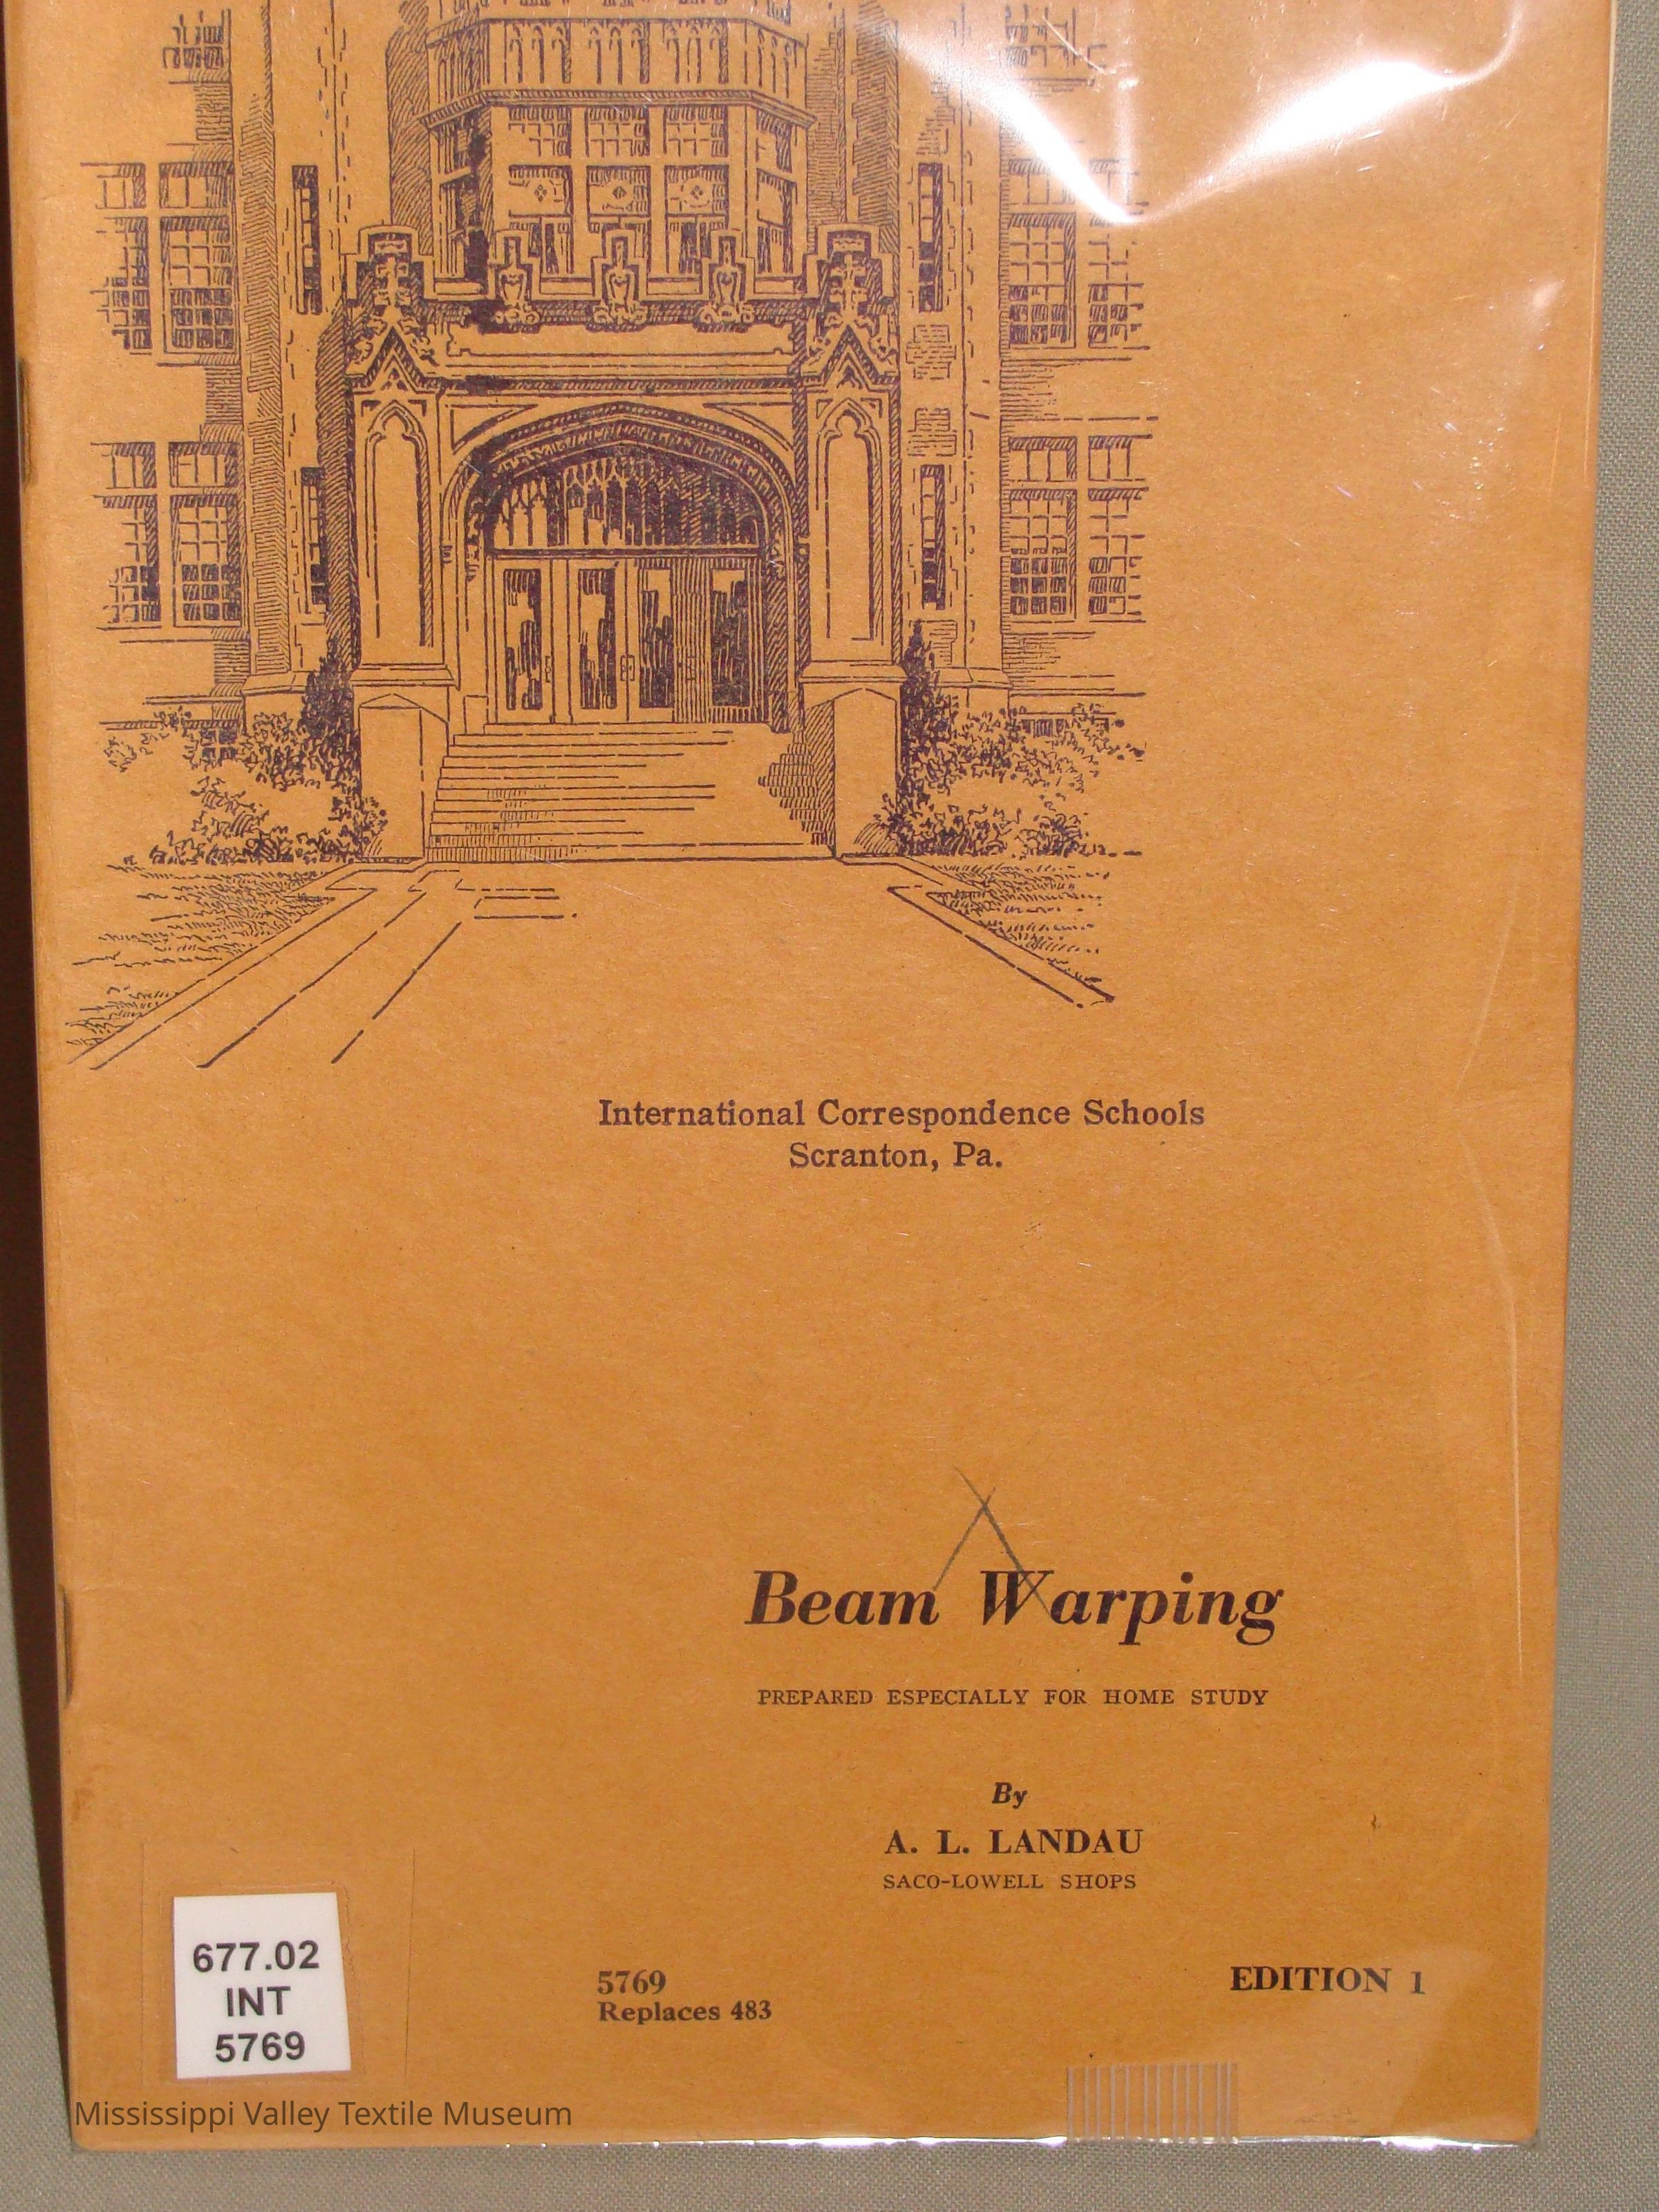 International Correspondence Schools
Scranton, Pa.
Beam Warping
PREPARED ESPECIALLY FOR HOME STUDY
By
A. L. LANDAU
SACO-LOWELL SHOPS
5769
Replaces 483
EDITION 1
677.02
INT
5769
Mississippi Valley Textile Museum